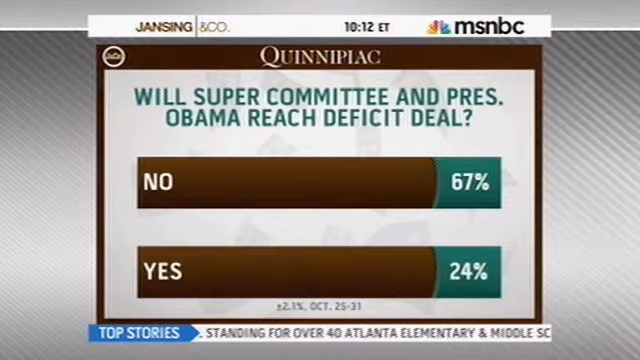 JANSING &CO.
10:12 ET
msnbc
QUINNIPIAC
WILL SUPER COMMITTEE AND PRES.
OBAMA REACH DEFICIT DEAL?
NO 67%
YES 24%
±2.1%, OCT. 25-31
TOP STORIES . STANDING FOR OVER 40 ATLANTA ELEMENTARY & MIDDLE SC